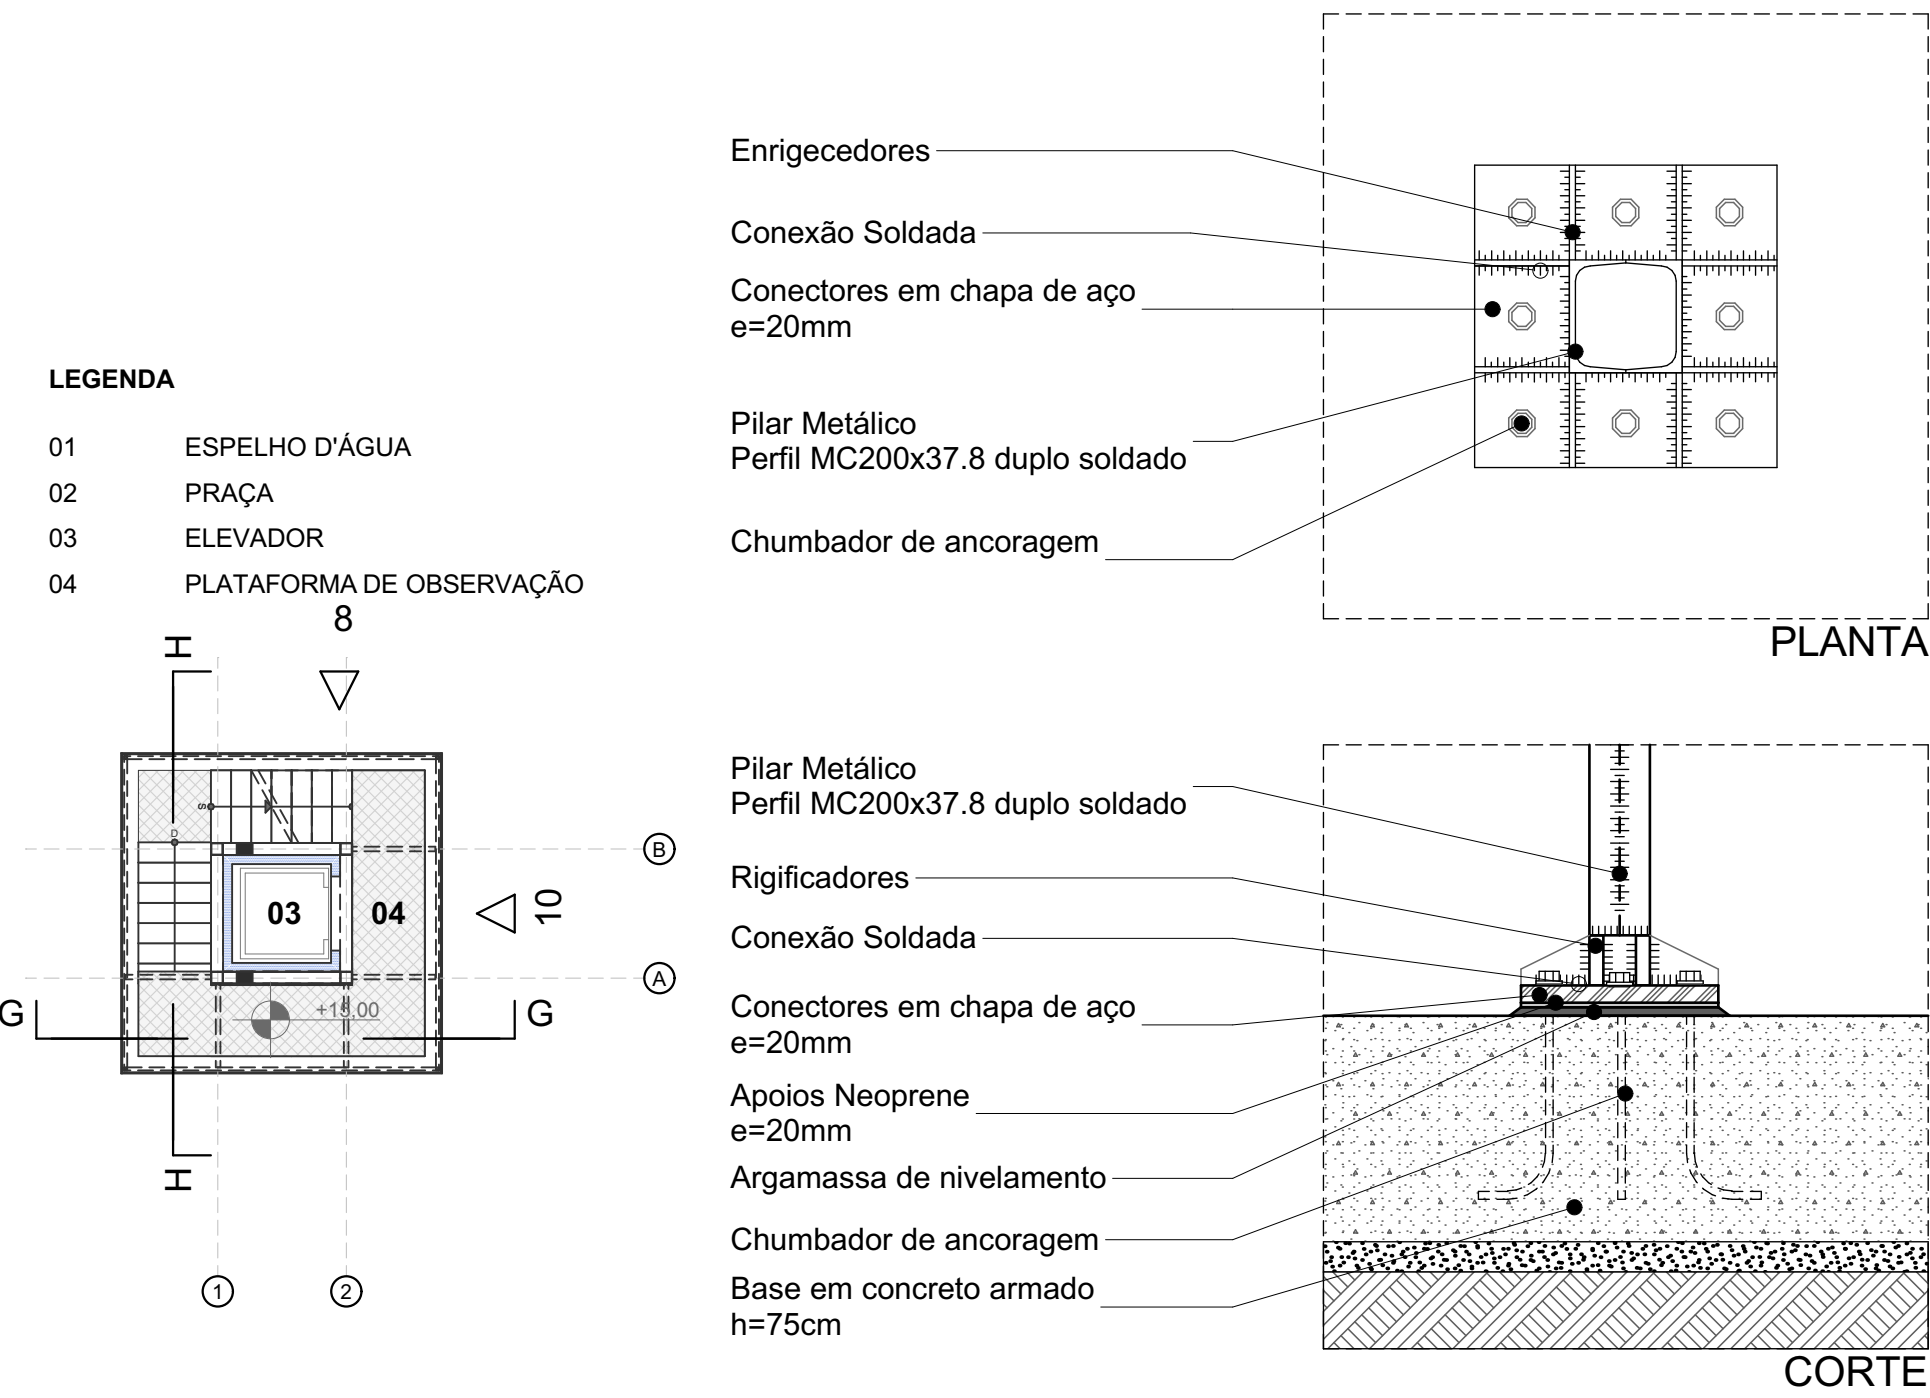 Enrigecedores
Conexão Soldada
Conectores em chapa de aço
e=20mm
Pilar Metálico
Perfil MC200x37.8 duplo soldado
Chumbador de ancoragem
PLANTA
LEGENDA
01 ESPELHO D'ÁGUA
02 PRAÇA
03 ELEVADOR
04 PLATAFORMA DE OBSERVAÇÃO
8
H
S
D
B
03
04
10
A
G
+15,00
G
H
1
2
Pilar Metálico
Perfil MC200x37.8 duplo soldado
Rigificadores
Conexão Soldada
Conectores em chapa de aço
e=20mm
Apoios Neoprene
e=20mm
Argamassa de nivelamento
Chumbador de ancoragem
Base em concreto armado
h=75cm
CORTE